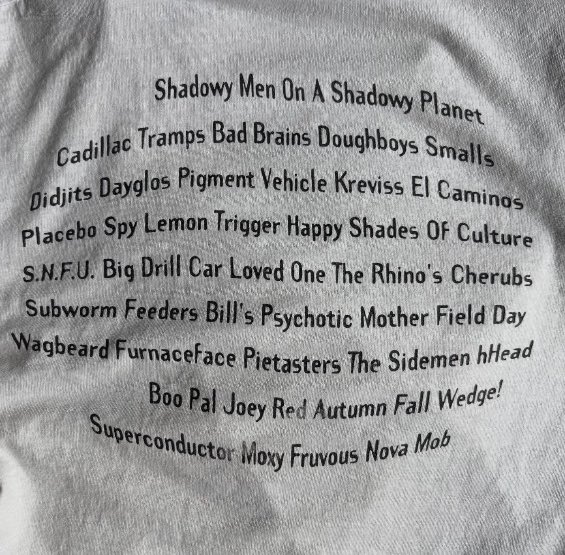 Shadowy Men On A Shadowy Planet
Cadillac Tramps Bad Brains Doughboys Smalls
Didjits Dayglos Pigment Vehicle Kreviss El Caminos
Placebo Spy Lemon Trigger Happy Shades Of Culture
S.N.F.U. Big Drill Car Loved One The Rhino's Cherubs
Subworm Feeders Bill's Psychotic Mother Field Day
Wagbeard Furnaceface Pietasters The Sidemen hHead
Boo Pal Joey Red Autumn Fall Wedge!
Superconductor Moxy Fruvous Nova Mob